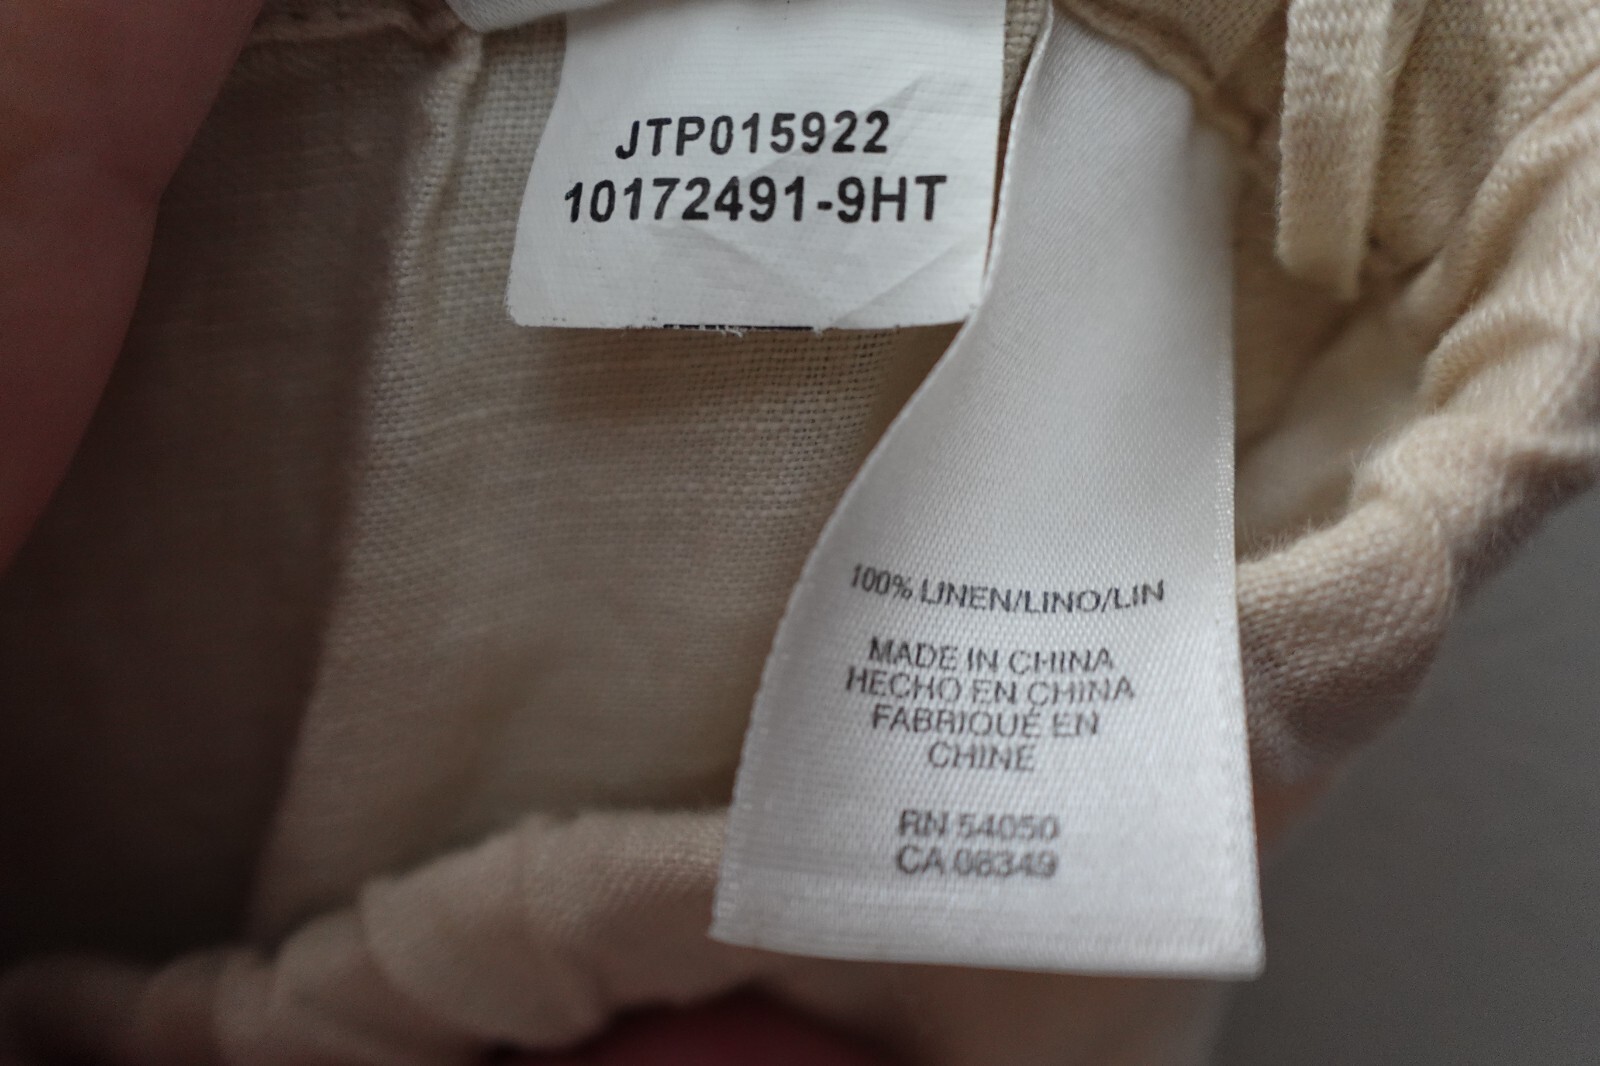 JTP015922
10172491-9HT
100% LINEN/LINO/LIN
MADE IN CHINA
HECHO EN CHINA
FABRIQUÉ EN
CHINE
RN 54050
CA 08349